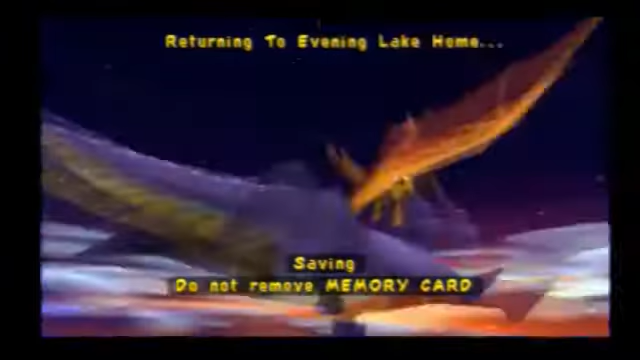 Returning To Evening Lake Home...
Saving
Do not remove MEMORY CARD